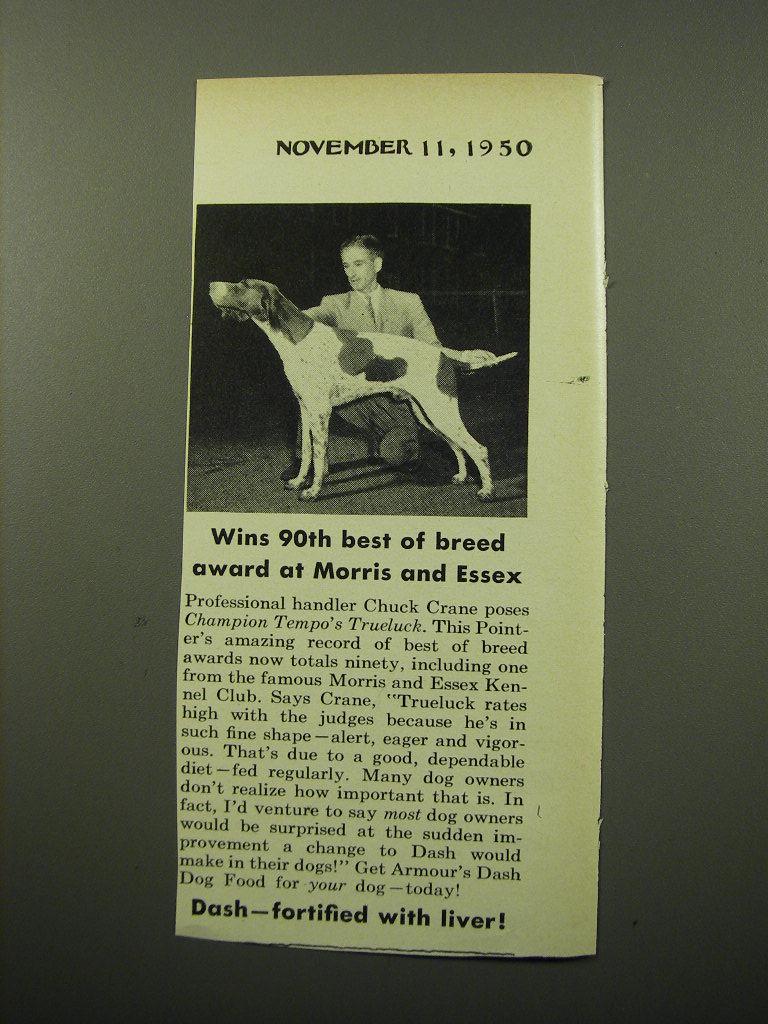 NOVEMBER 11, 1950
Wins 90th best of breed
award at Morris and Essex
Professional handler Chuck Crane poses
Champion Tempo's Trueluck. This Point-
er's amazing record of best of breed
awards now totals ninety, including one
from the famous Morris and Essex Ken-
nel Club. Says Crane, "Trueluck rates
high with the judges because he's in
such fine shape—alert, eager and vigor-
ous. That's due to a good, dependable
diet—fed regularly. Many dog owners
don't realize how important that is. In
fact, I'd venture to say most dog owners
would be surprised at the sudden im-
provement a change to Dash would
make in their dogs!" Get Armour's Dash
Dog Food for your dog—today!
Dash—fortified with liver!